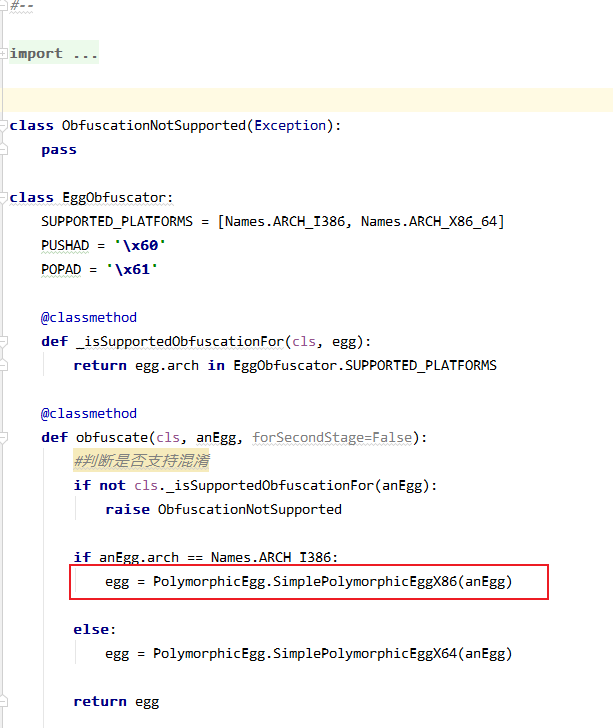 #--
import ...
class ObfuscationNotSupported(Exception):
pass
class EggObfuscator:
SUPPORTED_PLATFORMS = [Names.ARCH_I386, Names.ARCH_X86_64]
PUSHAD = '\x60'
POPAD = '\x61'
@classmethod
def _isSupportedObfuscationFor(cls, egg):
return egg.arch in EggObfuscator.SUPPORTED_PLATFORMS
@classmethod
def obfuscate(cls, anEgg, forSecondStage=False):
#判断是否支持混淆
if not cls._isSupportedObfuscationFor(anEgg):
raise ObfuscationNotSupported
if anEgg.arch == Names.ARCH_I386:
egg = PolymorphicEgg.SimplePolymorphicEggX86(anEgg)
else:
egg = PolymorphicEgg.SimplePolymorphicEggX64(anEgg)
return egg